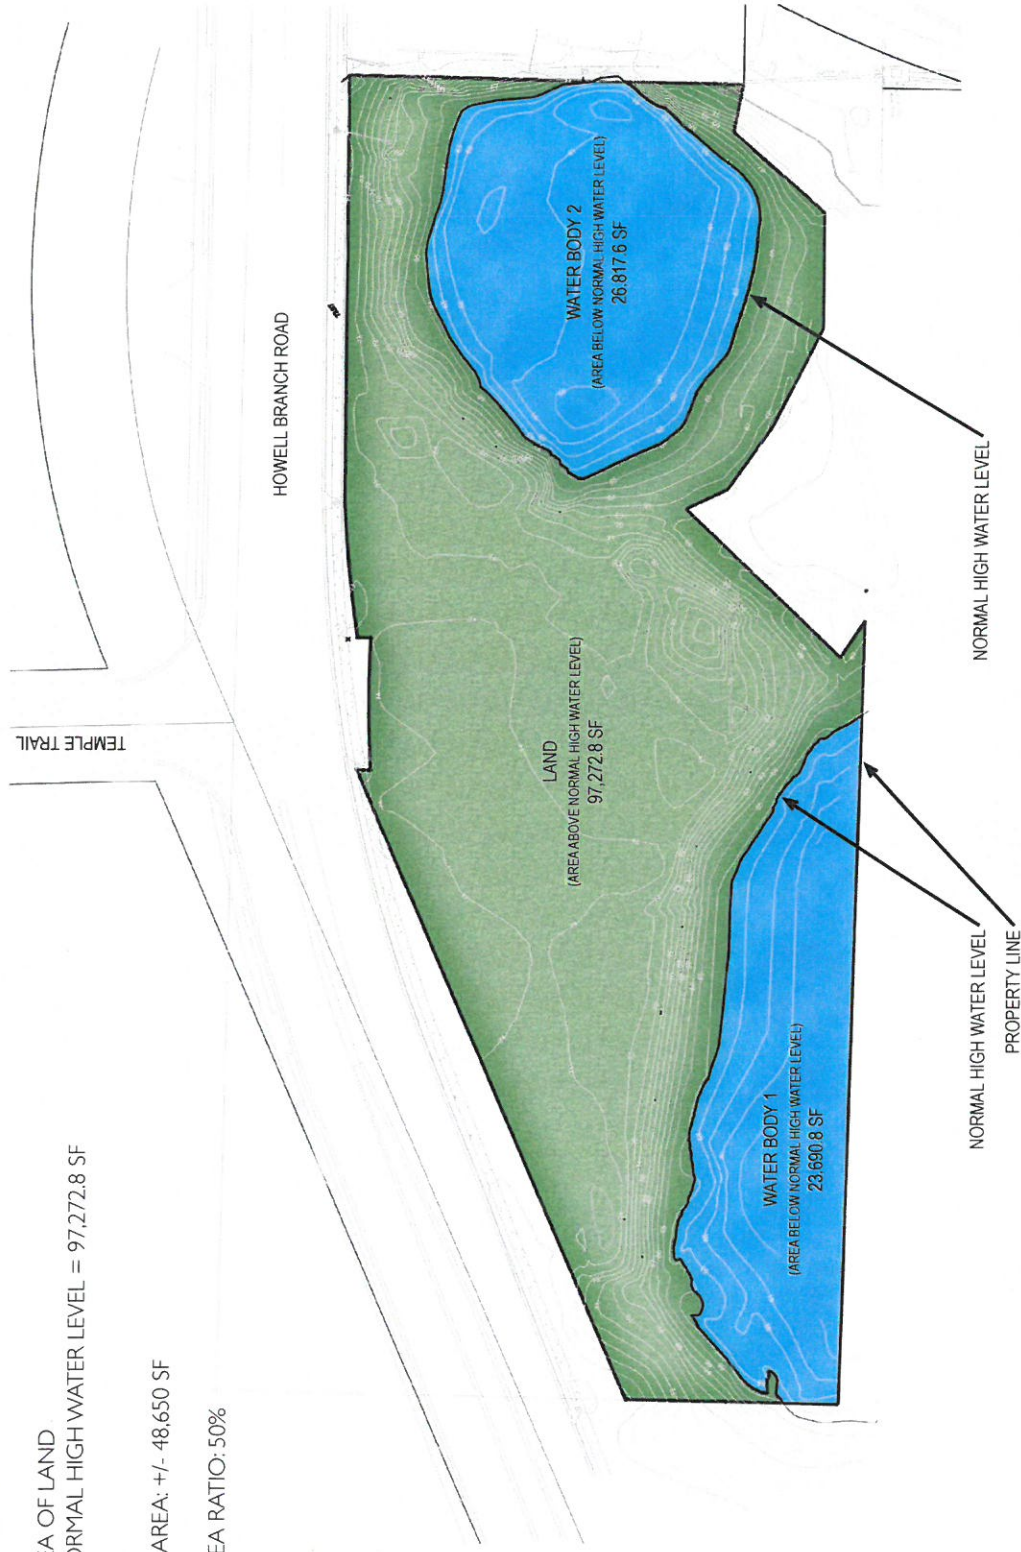 EA OF LAND
ORMAL HIGH WATER LEVEL = 97,272.8 SF
AREA: +/- 48,650 SF
EA RATIO: 50%
TEMPLE TRAIL
HOWELL BRANCH ROAD
LAND
(AREA ABOVE NORMAL HIGH WATER LEVEL)
97,272.8 SF
WATER BODY 2
(AREA BELOW NORMAL HIGH WATER LEVEL)
26.817.6 SF
WATER BODY 1
(AREA BELOW NORMAL HIGH WATER LEVEL)
23,690.8 SF
NORMAL HIGH WATER LEVEL
PROPERTY LINE
NORMAL HIGH WATER LEVEL